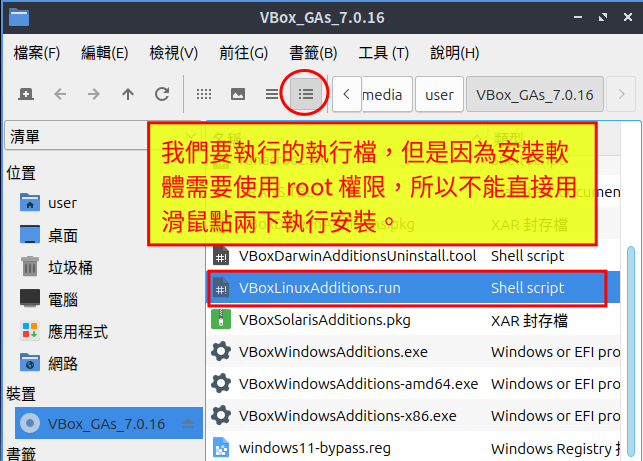 VBox_GAs_7.0.16
檔案(F) 編輯(E) 檢視(V) 前往(G) 書籤(B) 工具 (T) 說明(H)
media user VBox_GAs_7.0.16
清單
位置
user
桌面
垃圾桶
電腦
應用程式
網路
裝置
VBox_GAs_7.0.16
書籤
名稱 類型
我們要執行的執行檔，但是因為安裝軟
體需要使用 root 權限，所以不能直接用
滑鼠點兩下執行安裝。
.pkg XAR 封存檔
VBoxDarwinAdditionsUninstall.tool Shell script
VBoxLinuxAdditions.run Shell script
VBoxSolarisAdditions.pkg XAR 封存檔
VBoxWindowsAdditions.exe Windows or EFI pro
VBoxWindowsAdditions-amd64.exe Windows or EFI pro
VBoxWindowsAdditions-x86.exe Windows or EFI pro
windows11-bypass.reg Windows Registry